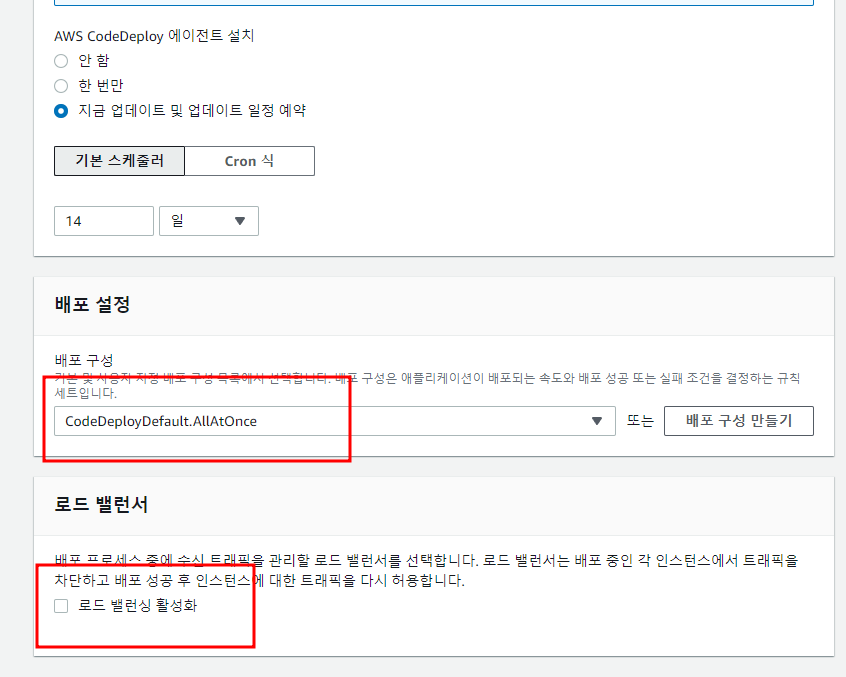 AWS CodeDeploy 에이전트 설치
안 함
한 번만
지금 업데이트 및 업데이트 일정 예약
기본 스케줄러 Cron 식
14 일
배포 설정
배포 구성
기본 및 사용자 지정 배포 구성 목록에서 선택합니다. 배포 구성은 애플리케이션이 배포되는 속도와 배포 성공 또는 실패 조건을 결정하는 규칙
세트입니다.
CodeDeployDefault.AllAtOnce 또는 배포 구성 만들기
로드 밸런서
배포 프로세스 중에 수신 트래픽을 관리할 로드 밸런서를 선택합니다. 로드 밸런서는 배포 중인 각 인스턴스에서 트래픽을
차단하고 배포 성공 후 인스턴스에 대한 트래픽을 다시 허용합니다.
로드 밸런싱 활성화